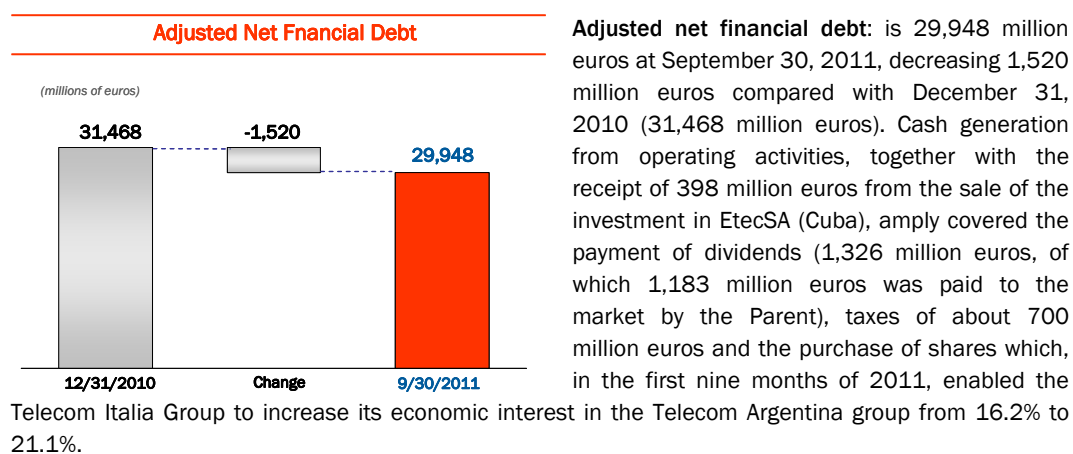 Adjusted Net Fnancial Debt
(millions of euros)
31,468
-1,520
29,948
12/31/2010
Change
9/30/2011
Adjusted net financial debt: is 29,948 million
euros at September 30, 2011, decreasing 1,520
million euros compared with December 31,
2010 (31,468 million euros). Cash generation
from operating activities, together with the
receipt of 398 million euros from the sale of the
investment in EtecSA (Cuba), amply covered the
payment of dividends (1,326 million euros, of
which 1,183 million euros was paid to the
market by the Parent), taxes of about 700
million euros and the purchase of shares which,
in the first nine months of 2011, enabled the
Telecom Italia Group to increase its economic interest in the Telecom Argentina group from 16.2% to
21.1%.